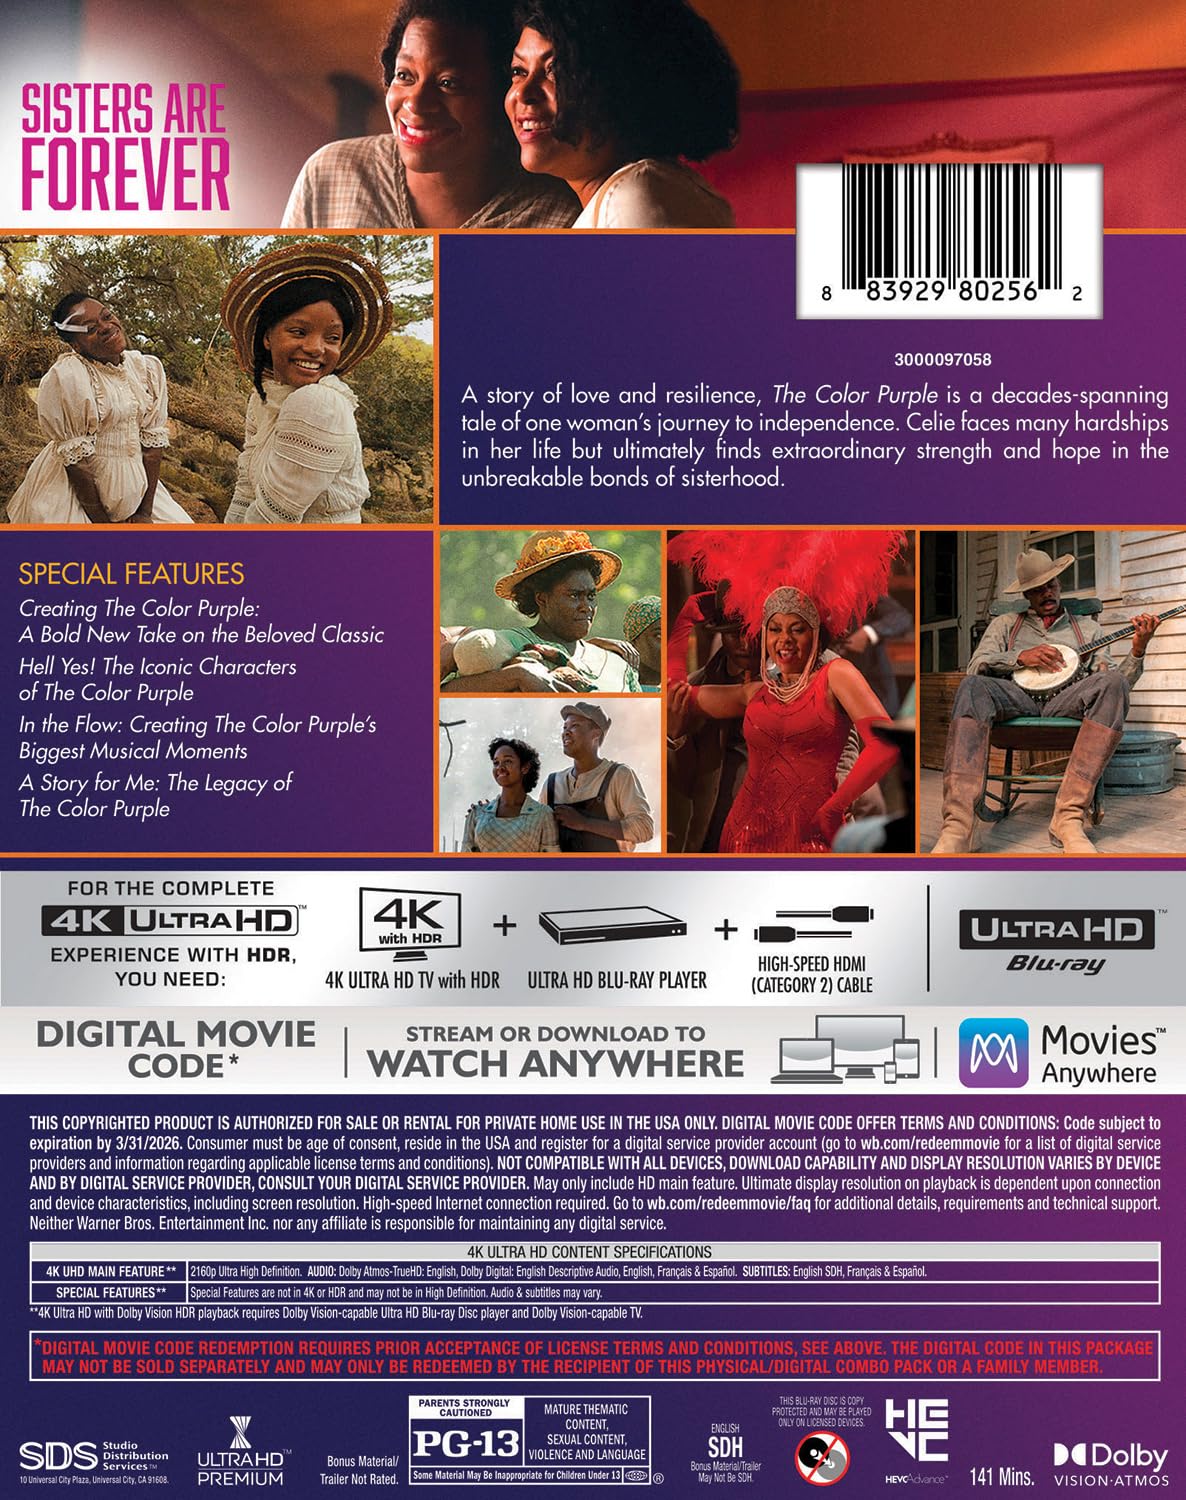 SISTERS ARE
FOREVER
8 83929 80256 2
3000097058
A story of love and resilience, The Color Purple is a decades-spanning
tale of one woman's journey to independence. Celie faces many hardships
in her life but ultimately finds extraordinary strength and hope in the
unbreakable bonds of sisterhood.
SPECIAL FEATURES
Creating The Color Purple:
A Bold New Take on the Beloved Classic
Hell Yes! The Iconic Characters
of The Color Purple
In the Flow: Creating The Color Purple's
Biggest Musical Moments
A Story for Me: The Legacy of
The Color Purple
FOR THE COMPLETE
4K ULTRA HD™
EXPERIENCE WITH HDR,
YOU NEED:
4K
with HDR
4K ULTRA HD TV with HDR
+
ULTRA HD BLU-RAY PLAYER
+
HIGH-SPEED HDMI
(CATEGORY 2) CABLE
ULTRA HD™
Blu-ray
DIGITAL MOVIE
CODE*
STREAM OR DOWNLOAD TO
WATCH ANYWHERE
Movies™
Anywhere
THIS COPYRIGHTED PRODUCT IS AUTHORIZED FOR SALE OR RENTAL FOR PRIVATE HOME USE IN THE USA ONLY. DIGITAL MOVIE CODE OFFER TERMS AND CONDITIONS: Code subject to
expiration by 3/31/2026. Consumer must be age of consent, reside in the USA and register for a digital service provider account (go to wb.com/redeemmovie for a list of digital service
providers and information regarding applicable license terms and conditions). NOT COMPATIBLE WITH ALL DEVICES, DOWNLOAD CAPABILITY AND DISPLAY RESOLUTION VARIES BY DEVICE
AND BY DIGITAL SERVICE PROVIDER, CONSULT YOUR DIGITAL SERVICE PROVIDER. May only include HD main feature. Ultimate display resolution on playback is dependent upon connection
and device characteristics, including screen resolution. High-speed Internet connection required. Go to wb.com/redeemmovie/faq for additional details, requirements and technical support.
Neither Warner Bros. Entertainment Inc. nor any affiliate is responsible for maintaining any digital service.
4K ULTRA HD CONTENT SPECIFICATIONS
4K UHD MAIN FEATURE** 2160p Ultra High Definition. AUDIO: Dolby Atmos-TrueHD: English, Dolby Digital: English Descriptive Audio, English, Français & Español. SUBTITLES: English SDH, Français & Español.
SPECIAL FEATURES** Special Features are not in 4K or HDR and may not be in High Definition. Audio & subtitles may vary.
**4K Ultra HD with Dolby Vision HDR playback requires Dolby Vision-capable Ultra HD Blu-ray Disc player and Dolby Vision-capable TV.
*DIGITAL MOVIE CODE REDEMPTION REQUIRES PRIOR ACCEPTANCE OF LICENSE TERMS AND CONDITIONS, SEE ABOVE. THE DIGITAL CODE IN THIS PACKAGE
MAY NOT BE SOLD SEPARATELY AND MAY ONLY BE REDEEMED BY THE RECIPIENT OF THIS PHYSICAL/DIGITAL COMBO PACK OR A FAMILY MEMBER.
SDS Studio
Distribution
Services™
10 Universal City Plaza, Universal City, CA 91608.
ULTRA HD™
PREMIUM
Bonus Material/
Trailer Not Rated.
PARENTS STRONGLY
CAUTIONED
PG-13
MATURE THEMATIC
CONTENT,
SEXUAL CONTENT,
VIOLENCE AND LANGUAGE
Some Material May Be Inappropriate for Children Under 13
®
ENGLISH
SDH
Bonus Material/Trailer
May Not Be SDH.
THIS BLU-RAY DISC IS COPY
PROTECTED AND MAY BE PLAYED
ONLY ON LICENSED DEVICES.
HEVC
HEVCAdvance™
141 Mins.
Dolby
VISION·ATMOS